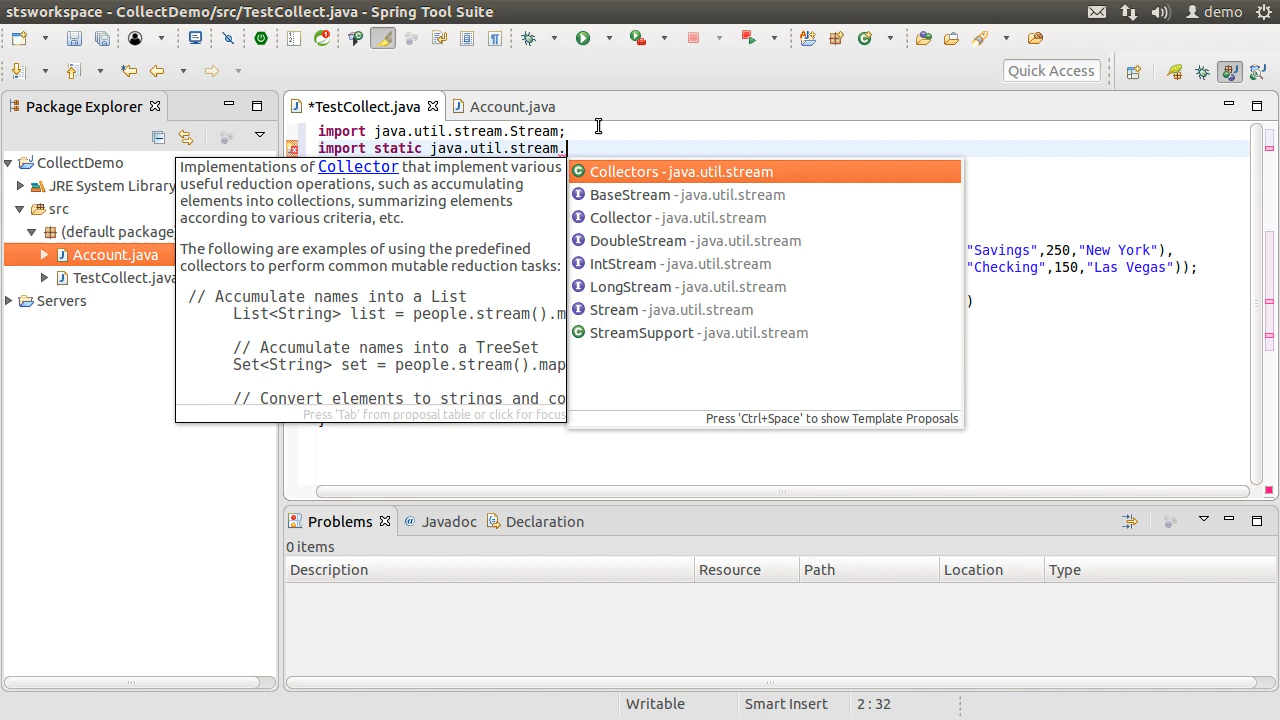 stsworkspace - CollectDemo/src/TestCollect.java - Spring Tool Suite
demo
Quick Access
Package Explorer
*TestCollect.java
Account.java
CollectDemo
JRE System Library
src
(default package
Account.java
TestCollect.java
Servers
import java.util.stream.Stream;
import static java.util.stream.
Implementations of Collector that implement various
useful reduction operations, such as accumulating
elements into collections, summarizing elements
according to various criteria, etc.
The following are examples of using the predefined
collectors to perform common mutable reduction tasks:
// Accumulate names into a List
List<String> list = people.stream().m
// Accumulate names into a TreeSet
Set<String> set = people.stream().map
// Convert elements to strings and co
Press 'Tab' from proposal table or click for focus
Collectors - java.util.stream
BaseStream - java.util.stream
Collector - java.util.stream
DoubleStream - java.util.stream
IntStream - java.util.stream
LongStream - java.util.stream
Stream - java.util.stream
StreamSupport - java.util.stream
Press 'Ctrl+Space' to show Template Proposals
"Savings",250,"New York"),
"Checking",150,"Las Vegas"));
)
}
Problems
Javadoc
Declaration
0 items
Description
Resource
Path
Location
Type
Writable
Smart Insert
2 : 32